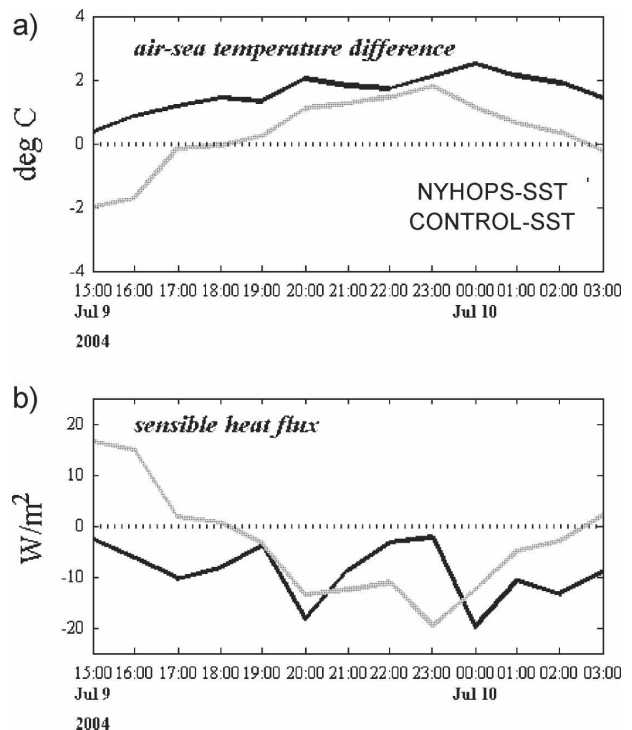 a)
air-sea temperature difference
deg C
4
2
0
-2
-4
NYHOPS-SST
CONTROL-SST
15:00 16:00 17:00 18:00 19:00 20:00 21:00 22:00 23:00 00:00 01:00 02:00 03:00
Jul 9 Jul 10
2004
b)
sensible heat flux
W/m²
20
10
0
-10
-20
15:00 16:00 17:00 18:00 19:00 20:00 21:00 22:00 23:00 00:00 01:00 02:00 03:00
Jul 9 Jul 10
2004